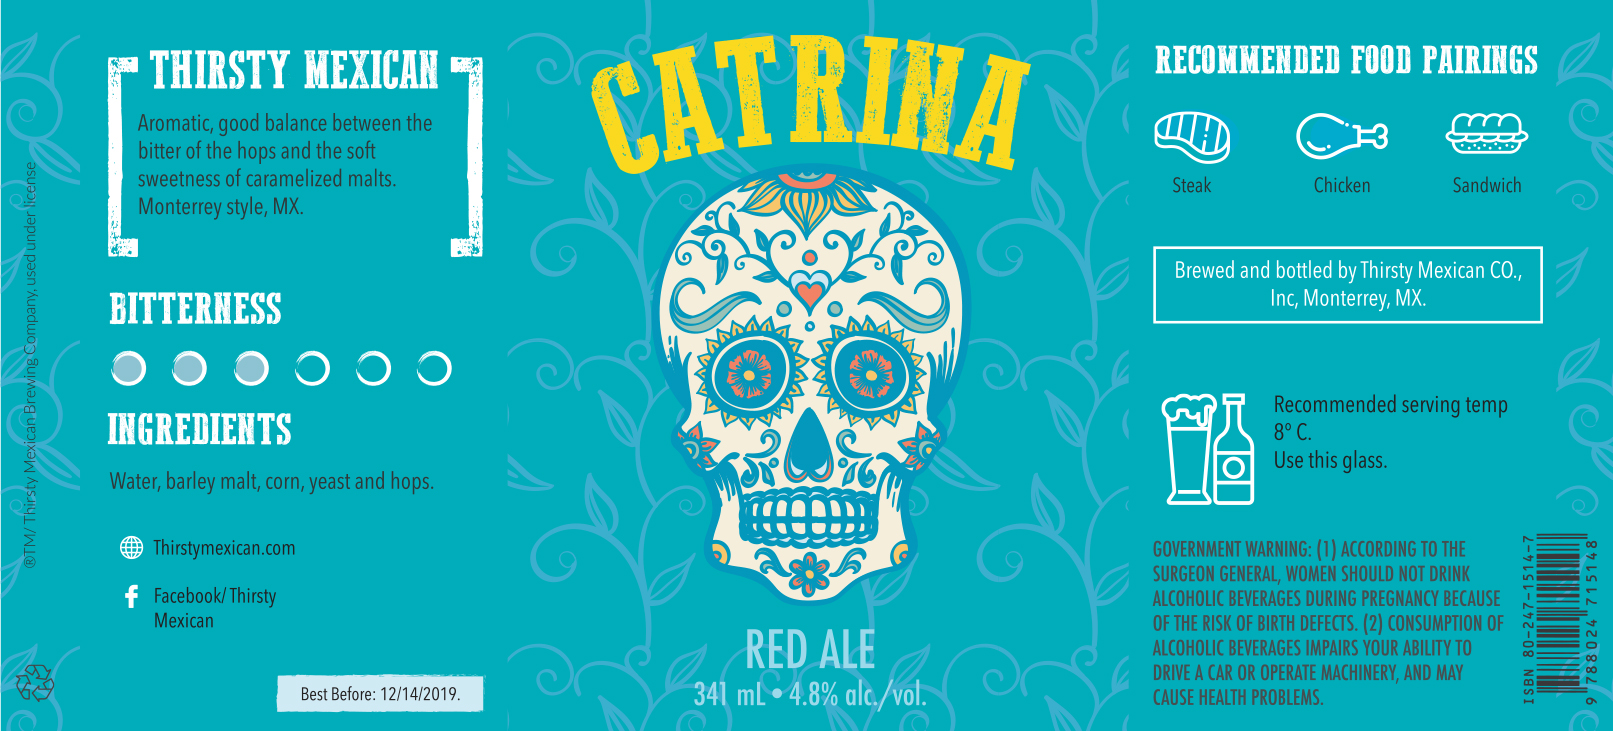 ®TM/ Thirsty Mexican Brewing Company, used under license
THIRSTY MEXICAN
Aromatic, good balance between the
bitter of the hops and the soft
sweetness of caramelized malts.
Monterrey style, MX.
BITTERNESS
INGREDIENTS
Water, barley malt, corn, yeast and hops.
Thirstymexican.com
Facebook/ Thirsty
Mexican
Best Before: 12/14/2019.
CATRINA
RED ALE
341 mL • 4.8% alc./vol.
RECOMMENDED FOOD PAIRINGS
Steak
Chicken
Sandwich
Brewed and bottled by Thirsty Mexican CO.,
Inc, Monterrey, MX.
Recommended serving temp
8º C.
Use this glass.
GOVERNMENT WARNING: (1) ACCORDING TO THE
SURGEON GENERAL, WOMEN SHOULD NOT DRINK
ALCOHOLIC BEVERAGES DURING PREGNANCY BECAUSE
OF THE RISK OF BIRTH DEFECTS. (2) CONSUMPTION OF
ALCOHOLIC BEVERAGES IMPAIRS YOUR ABILITY TO
DRIVE A CAR OR OPERATE MACHINERY, AND MAY
CAUSE HEALTH PROBLEMS.
ISBN 80-247-1514-7
9 788024 715148